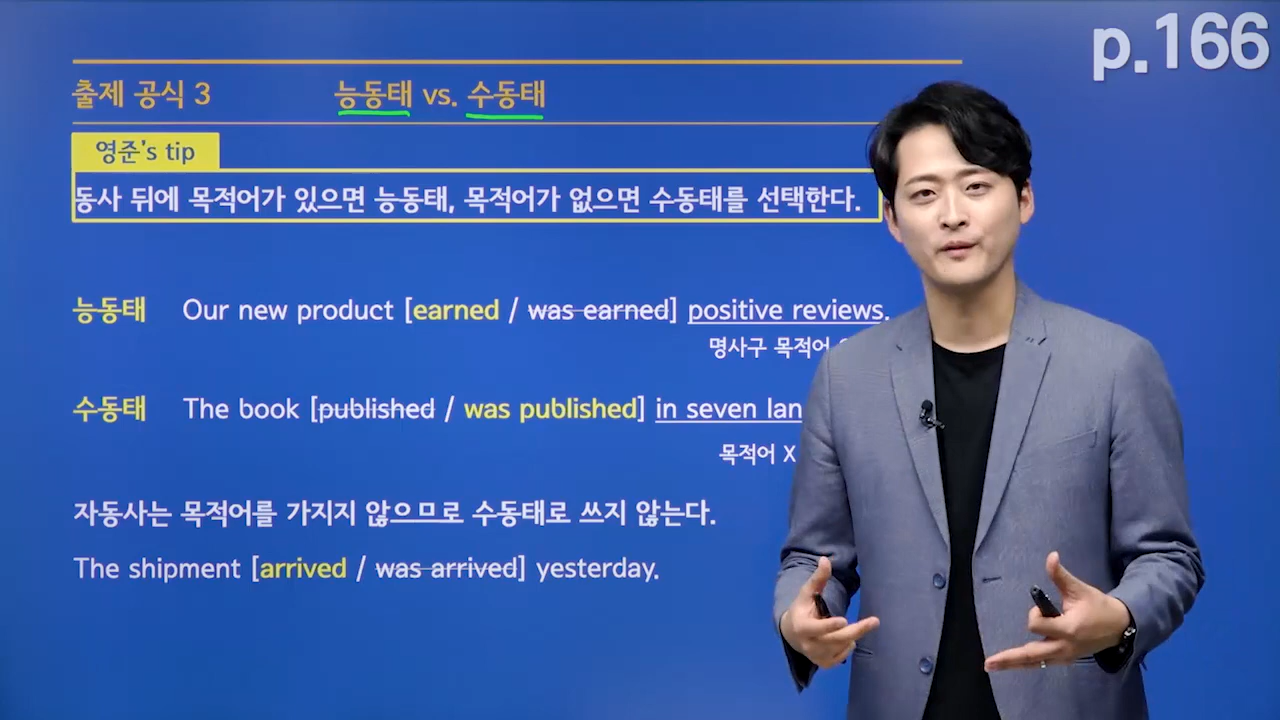 p.166
출제 공식 3 능동태 vs. 수동태
영준's tip
동사 뒤에 목적어가 있으면 능동태, 목적어가 없으면 수동태를 선택한다.
능동태 Our new product [earned / was earned] positive reviews.
명사구 목적어
수동태 The book [published / was published] in seven
목적어 X
자동사는 목적어를 가지지 않으므로 수동태로 쓰지 않는다.
The shipment [arrived / was arrived] yesterday.